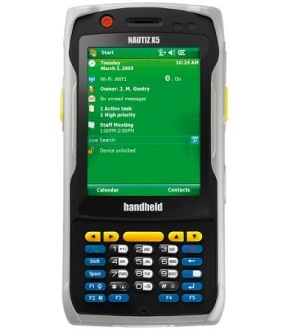 NAUTIZ X5
Start
Tuesday
March 3, 2009
10:24 AM
Wi-Fi: ANY1
: On
Owner: J. M. Gentry
No unread messages
1 Active task
1 High priority
Staff Meeting
1:00PM-2:00PM
Live Search
Device unlocked
Calendar
Contacts
handheld
Shift
Space
F1
F2
F3
F4
F5